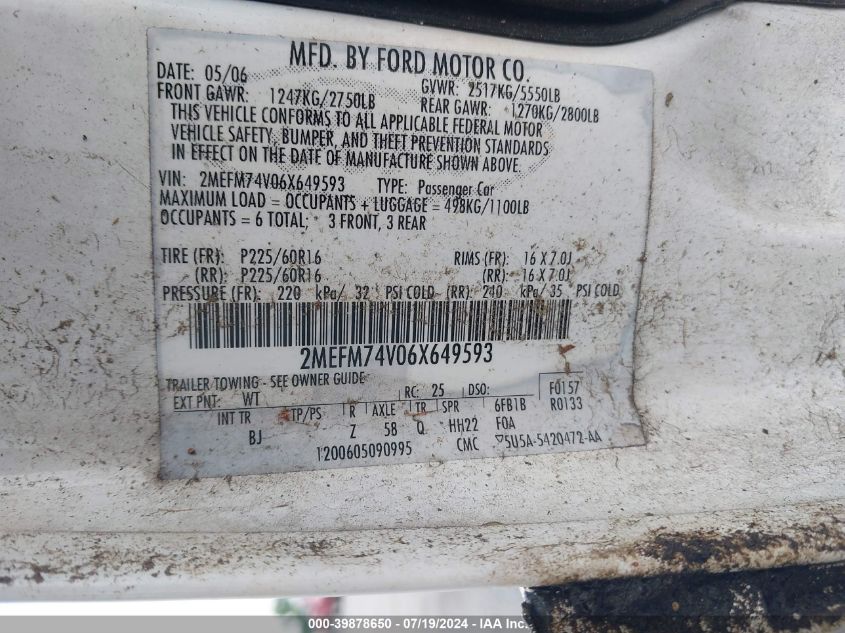 MFD. BY FORD MOTOR CO.
DATE: 05/06 GVWR: 2517KG/5550LB
FRONT GAWR: 1247KG/2750LB REAR GAWR: 1270KG/2800LB
THIS VEHICLE CONFORMS TO ALL APPLICABLE FEDERAL MOTOR
VEHICLE SAFETY, BUMPER, AND THEFT PREVENTION STANDARDS
IN EFFECT ON THE DATE OF MANUFACTURE SHOWN ABOVE.
VIN: 2MEFM74V06X649593 TYPE: Passenger Car
MAXIMUM LOAD = OCCUPANTS + LUGGAGE = 498KG/1100LB
OCCUPANTS = 6 TOTAL; 3 FRONT, 3 REAR
TIRE (FR): P225/60R16 RIMS (FR): 16 X 7.0J
(RR): P225/60R16 (RR): 16 X 7.0J
PRESSURE (FR): 220 kPa/ 32 PSI COLD (RR): 240 kPa/ 35 PSI COLD
2MEFM74V06X649593
TRAILER TOWING - SEE OWNER GUIDE
EXT PNT: WT RC: 25 DSO: F0157
INT TR TP/PS R AXLE TR SPR 6FB1B R0133
BJ Z 58 Q HH22 FOA
1200605090995 CMC 5U5A-5420472-AA
000-39878650 - 07/19/2024 - IAA Inc.